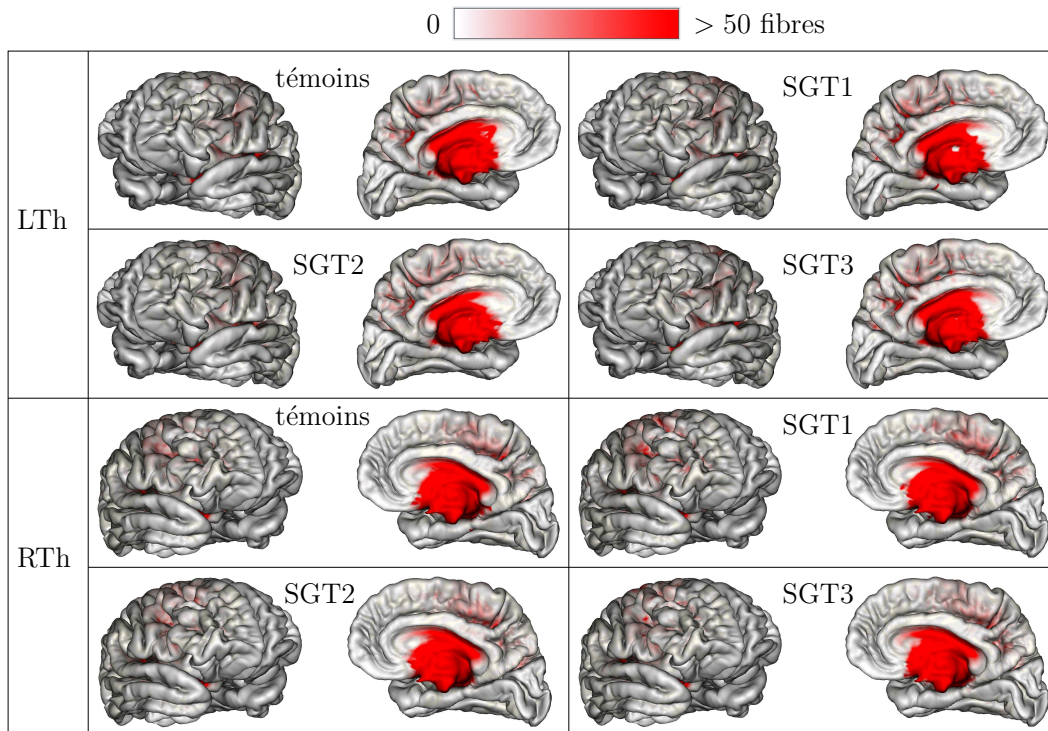 0 > 50 fibres
témoins SGT1
LTh
SGT2 SGT3
témoins SGT1
RTh
SGT2 SGT3